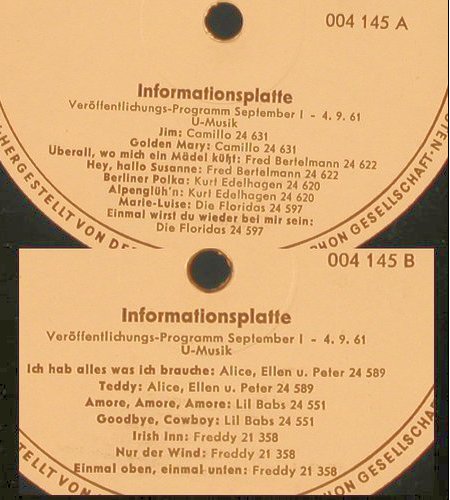 004 145 A
Informationsplatte
Veröffentlichungs-Programm September I - 4. 9. 61
U-Musik
Jim: Camillo 24 631
Golden Mary: Camillo 24 631
Überall, wo mich ein Mädel küßt: Fred Bertelmann 24 622
Hey, hallo Susanne: Fred Bertelmann 24 622
Berliner Polka: Kurt Edelhagen 24 620
Alpenglüh'n: Kurt Edelhagen 24 620
Marie-Luise: Die Floridas 24 597
Einmal wirst du wieder bei mir sein:
Die Floridas 24 597
HERGESTELLT VON DE
PHON GESELLSCHAFT
004 145 B
Informationsplatte
Veröffentlichungs-Programm September I - 4. 9. 61
U-Musik
Ich hab alles was ich brauche: Alice, Ellen u. Peter 24 589
Teddy: Alice, Ellen u. Peter 24 589
Amore, Amore, Amore: Lil Babs 24 551
Goodbye, Cowboy: Lil Babs 24 551
Irish Inn: Freddy 21 358
Nur der Wind: Freddy 21 358
Einmal oben, einmal unten: Freddy 21 358
STELLT VON
GESELLSCHAF